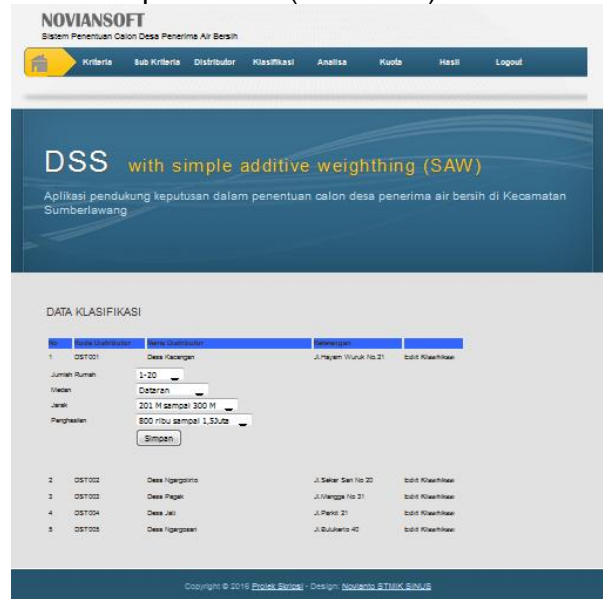 NOVIANSOFT
Sistem Penentuan Calon Desa Penerima Air Bersih
Kriteria Sub Kriteria Distributor Klasifikasi Analisa Kuota Hasil Logout
DSS with simple additive weighthing (SAW)
Aplikasi pendukung keputusan dalam penentuan calon desa penerima air bersih di Kecamatan
Sumberlawang
DATA KLASIFIKASI
No Kode Distributor Nama Distributor Keterangan
1 DST001 Desa Kacangan Jl.Hayam Wuruk No.21 Edit Klasifikasi
Jumlah Rumah 1-20
Medan Dataran
Jarak 201 M sampai 300 M
Penghasilan 800 ribu sampai 1,5Juta
Simpan
2 DST002 Desa Ngargotirto Jl.Sekar Sari No 20 Edit Klasifikasi
3 DST003 Desa Pagak Jl.Mangga No 31 Edit Klasifikasi
4 DST004 Desa Jati Jl.Parkit 21 Edit Klasifikasi
5 DST005 Desa Ngargosari Jl.Bulukerto 40 Edit Klasifikasi
Copyright © 2016 Projek Skripsi - Design: Novianto STMIK SINUS